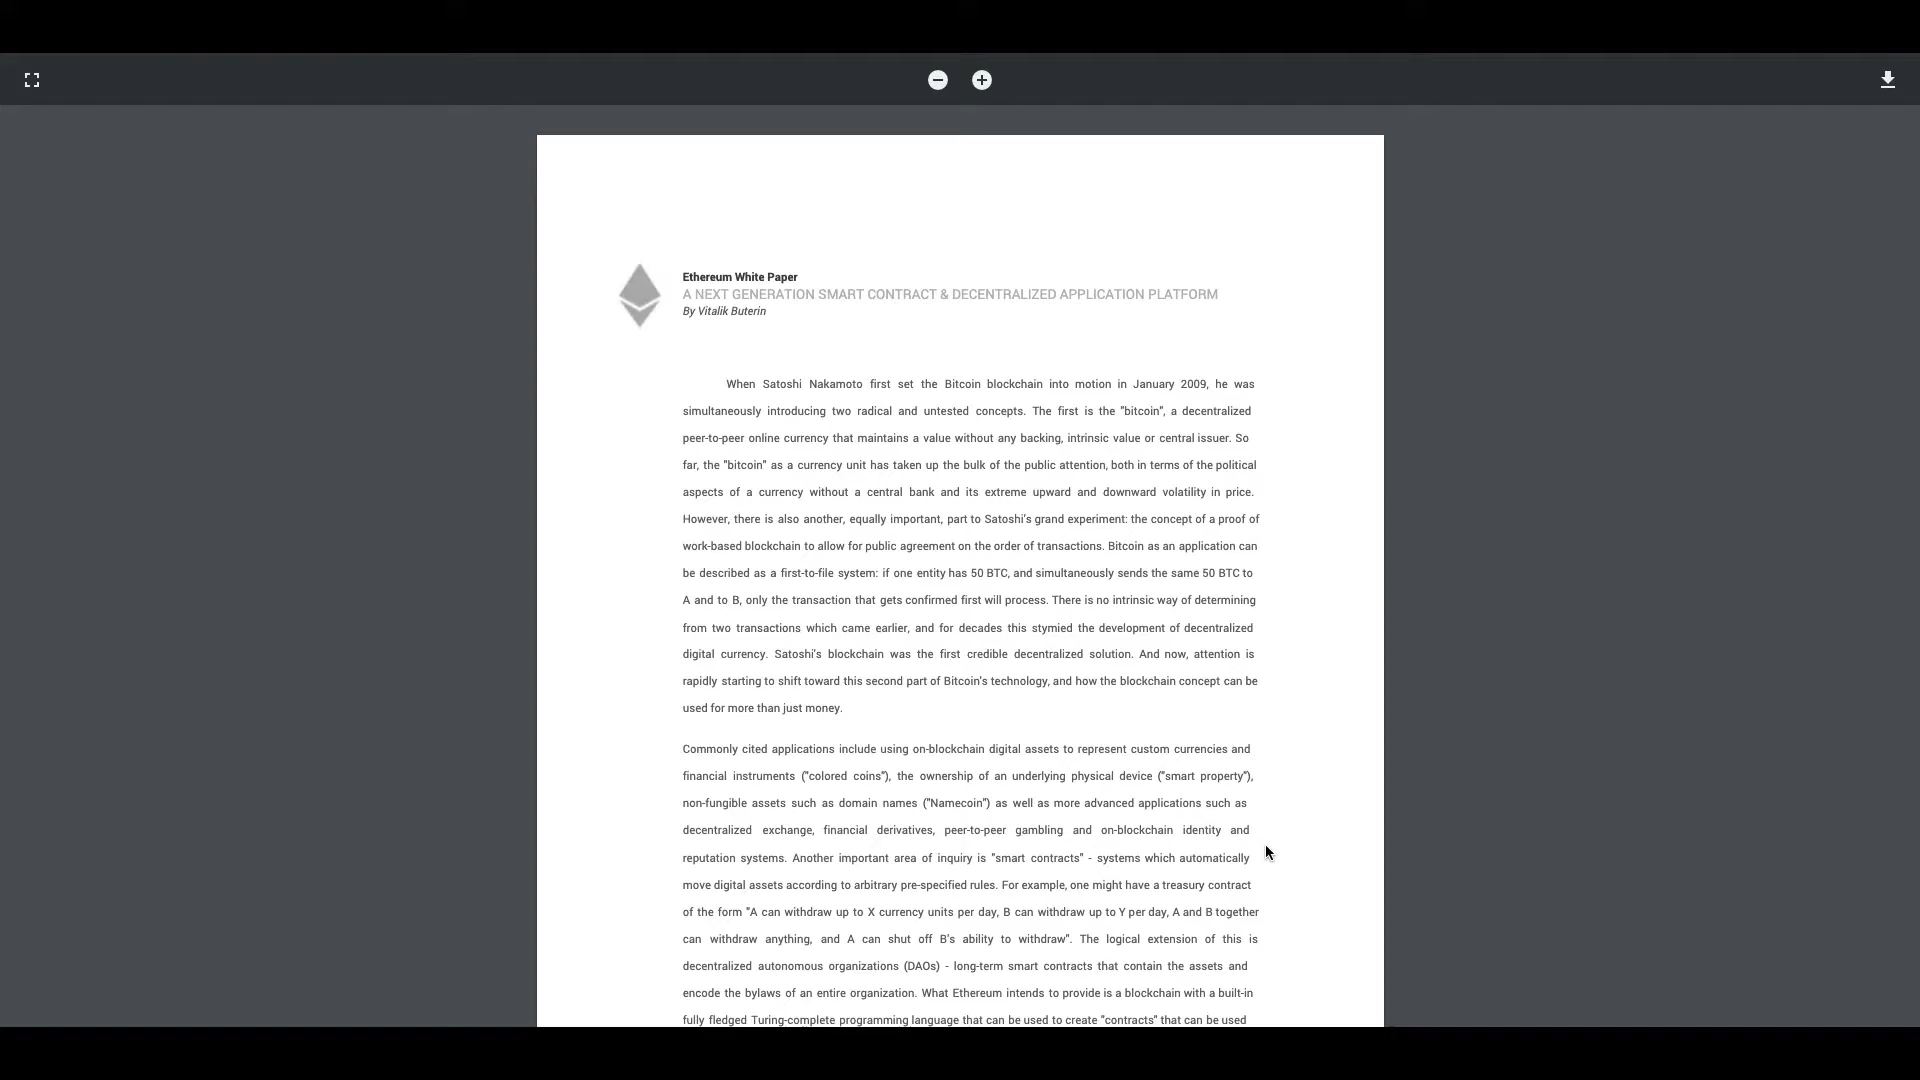 Ethereum White Paper
A NEXT GENERATION SMART CONTRACT & DECENTRALIZED APPLICATION PLATFORM
By Vitalik Buterin
When Satoshi Nakamoto first set the Bitcoin blockchain into motion in January 2009, he was
simultaneously introducing two radical and untested concepts. The first is the "bitcoin", a decentralized
peer-to-peer online currency that maintains a value without any backing, intrinsic value or central issuer. So
far, the "bitcoin" as a currency unit has taken up the bulk of the public attention, both in terms of the political
aspects of a currency without a central bank and its extreme upward and downward volatility in price.
However, there is also another, equally important, part to Satoshi's grand experiment: the concept of a proof of
work-based blockchain to allow for public agreement on the order of transactions. Bitcoin as an application can
be described as a first-to-file system: if one entity has 50 BTC, and simultaneously sends the same 50 BTC to
A and to B, only the transaction that gets confirmed first will process. There is no intrinsic way of determining
from two transactions which came earlier, and for decades this stymied the development of decentralized
digital currency. Satoshi's blockchain was the first credible decentralized solution. And now, attention is
rapidly starting to shift toward this second part of Bitcoin's technology, and how the blockchain concept can be
used for more than just money.
Commonly cited applications include using on-blockchain digital assets to represent custom currencies and
financial instruments ("colored coins"), the ownership of an underlying physical device ("smart property"),
non-fungible assets such as domain names ("Namecoin") as well as more advanced applications such as
decentralized exchange, financial derivatives, peer-to-peer gambling and on-blockchain identity and
reputation systems. Another important area of inquiry is "smart contracts" - systems which automatically
move digital assets according to arbitrary pre-specified rules. For example, one might have a treasury contract
of the form "A can withdraw up to X currency units per day, B can withdraw up to Y per day, A and B together
can withdraw anything, and A can shut off B's ability to withdraw". The logical extension of this is
decentralized autonomous organizations (DAOs) - long-term smart contracts that contain the assets and
encode the bylaws of an entire organization. What Ethereum intends to provide is a blockchain with a built-in
fully fledged Turing-complete programming language that can be used to create "contracts" that can be used